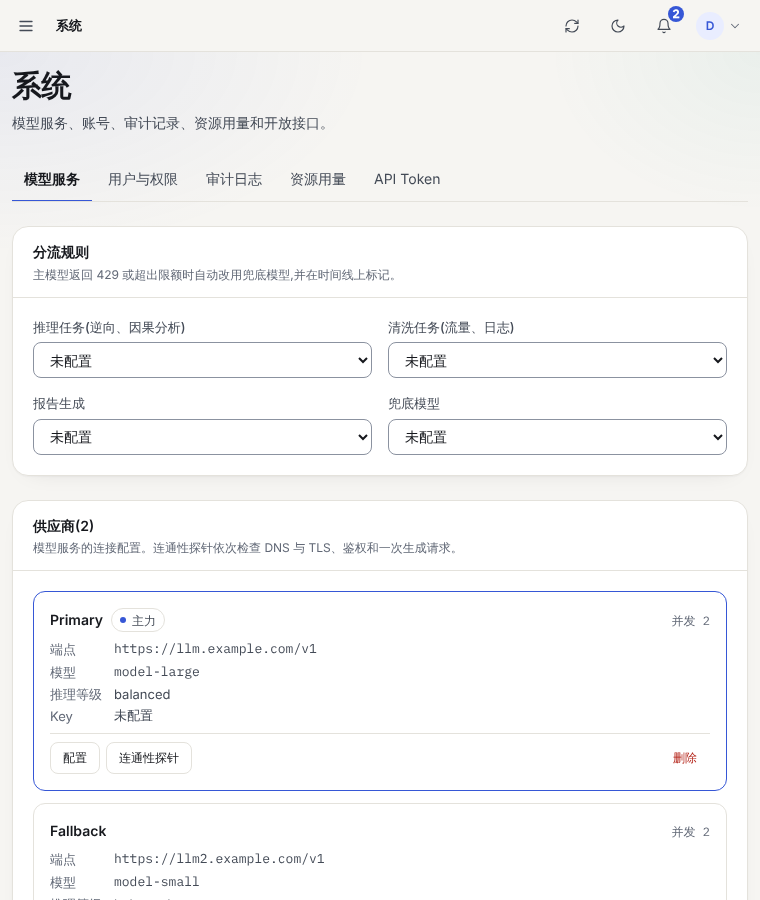 系统
2
D
系统
模型服务、账号、审计记录、资源用量和开放接口。
模型服务 用户与权限 审计日志 资源用量 API Token
分流规则
主模型返回 429 或超出限额时自动改用兜底模型,并在时间线上标记。
推理任务(逆向、因果分析) 清洗任务(流量、日志)
未配置 未配置
报告生成 兜底模型
未配置 未配置
供应商(2)
模型服务的连接配置。连通性探针依次检查 DNS 与 TLS、鉴权和一次生成请求。
Primary 主力 并发 2
端点 https://llm.example.com/v1
模型 model-large
推理等级 balanced
Key 未配置
配置 连通性探针 删除
Fallback 并发 2
端点 https://llm2.example.com/v1
模型 model-small